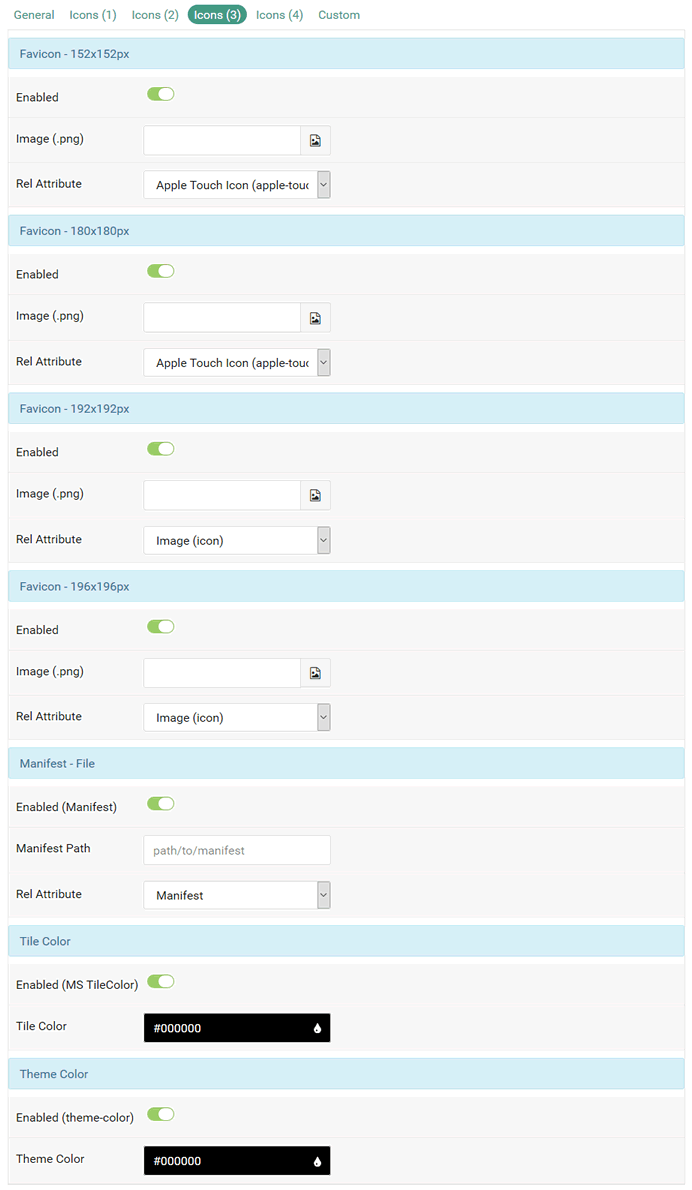 General Icons (1) Icons (2) Icons (3) Icons (4) Custom
Favicon - 152x152px
Enabled
Image (.png)
Rel Attribute Apple Touch Icon (apple-touc
Favicon - 180x180px
Enabled
Image (.png)
Rel Attribute Apple Touch Icon (apple-touc
Favicon - 192x192px
Enabled
Image (.png)
Rel Attribute Image (icon)
Favicon - 196x196px
Enabled
Image (.png)
Rel Attribute Image (icon)
Manifest - File
Enabled (Manifest)
Manifest Path path/to/manifest
Rel Attribute Manifest
Tile Color
Enabled (MS TileColor)
Tile Color #000000
Theme Color
Enabled (theme-color)
Theme Color #000000